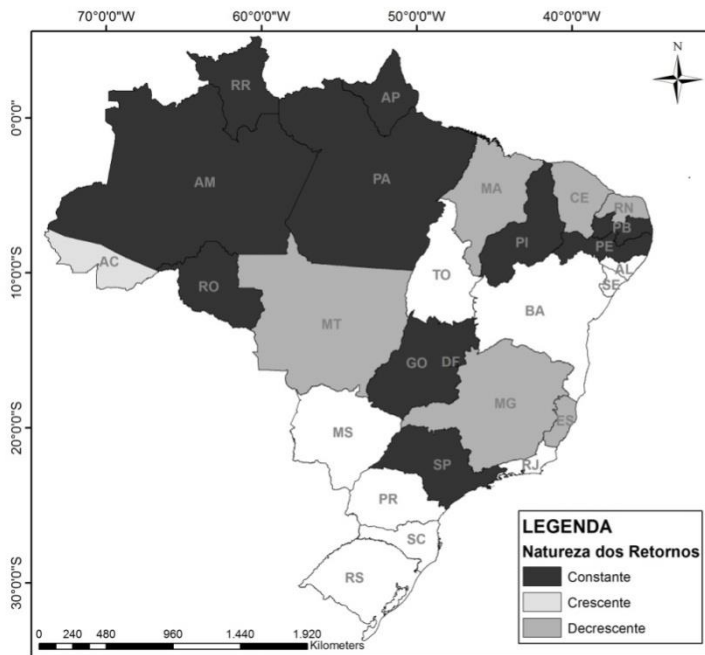 70°0'0"W
60°0'0"W
50°0'0"W
40°0'0"W
N
RR
AP
0°0'0"
AM
PA
MA
CE
RN
PB
PI
PE
AC
AL
TO
SE
10°0'0"S
RO
BA
MT
GO
DF
MG
ES
20°0'0"S
MS
SP
RJ
PR
SC
RS
30°0'0"S
LEGENDA
Natureza dos Retornos
Constante
Crescente
Decrescente
0 240 480 960 1.440 1.920
Kilometers